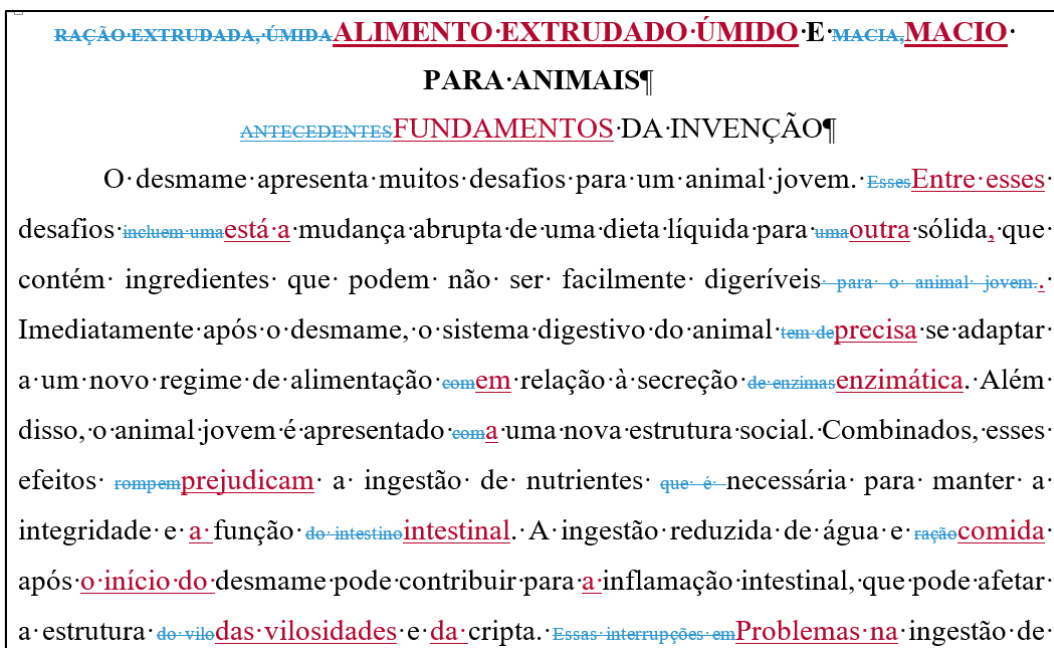 RAÇÃO·EXTRUDADA,·ÚMIDAALIMENTO·EXTRUDADO·ÚMIDO·E·MACIA,MACIO·
PARA·ANIMAIS¶
ANTECEDENTESFUNDAMENTOS·DA·INVENÇÃO¶
O·desmame·apresenta·muitos·desafios·para·um·animal·jovem.·EssesEntre·esses·
desafios·incluem·umaestá·a·mudança·abrupta·de·uma·dieta·líquida·para·umaoutra·sólida,·que·
contém·ingredientes·que·podem·não·ser·facilmente·digeríveis·para·o·animal·jovem..·
Imediatamente·após·o·desmame,·o·sistema·digestivo·do·animal·tem·deprecisa·se·adaptar·
a·um·novo·regime·de·alimentação·comem·relação·à·secreção·de·enzimasenzimática.·Além·
disso,·o·animal·jovem·é·apresentado·coma·uma·nova·estrutura·social.·Combinados,·esses·
efeitos·rompemprejudicam·a·ingestão·de·nutrientes·que·é·necessária·para·manter·a·
integridade·e·a·função·do·intestinointestinal.·A·ingestão·reduzida·de·água·e·raçãocomida·
após·o·início·do·desmame·pode·contribuir·para·a·inflamação·intestinal,·que·pode·afetar·
a·estrutura·do·vilodas·vilosidades·e·da·cripta.·Essas·interrupções·emProblemas·na·ingestão·de·